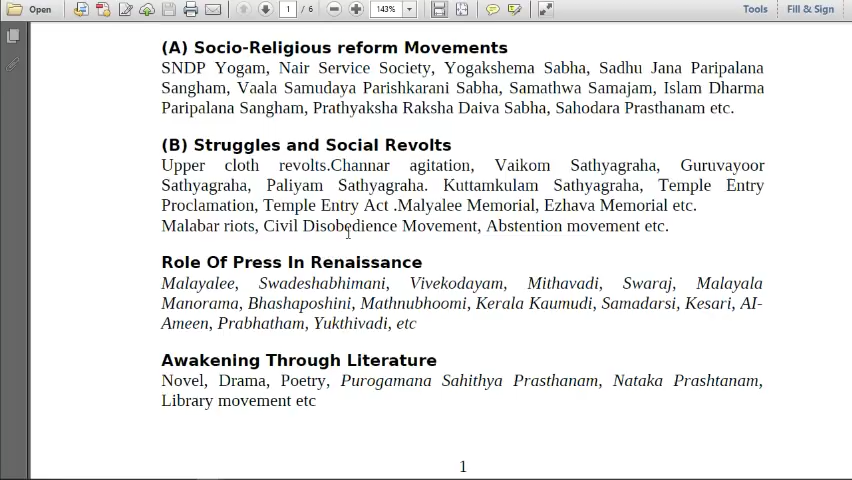 Open
1 / 6
143%
Tools
Fill & Sign
(A) Socio-Religious reform Movements
SNDP Yogam, Nair Service Society, Yogakshema Sabha, Sadhu Jana Paripalana
Sangham, Vaala Samudaya Parishkarani Sabha, Samathwa Samajam, Islam Dharma
Paripalana Sangham, Prathyaksha Raksha Daiva Sabha, Sahodara Prasthanam etc.
(B) Struggles and Social Revolts
Upper cloth revolts.Channar agitation, Vaikom Sathyagraha, Guruvayoor
Sathyagraha, Paliyam Sathyagraha. Kuttamkulam Sathyagraha, Temple Entry
Proclamation, Temple Entry Act .Malyalee Memorial, Ezhava Memorial etc.
Malabar riots, Civil Disobedience Movement, Abstention movement etc.
Role Of Press In Renaissance
Malayalee, Swadeshabhimani, Vivekodayam, Mithavadi, Swaraj, Malayala
Manorama, Bhashaposhini, Mathnubhoomi, Kerala Kaumudi, Samadarsi, Kesari, AI-
Ameen, Prabhatham, Yukthivadi, etc
Awakening Through Literature
Novel, Drama, Poetry, Purogamana Sahithya Prasthanam, Nataka Prashtanam,
Library movement etc
1